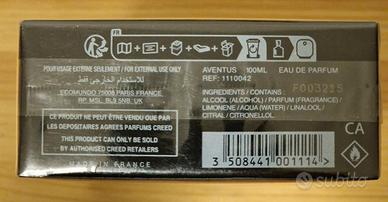 FR
POUR USAGE EXTERNE SEULEMENT / FOR EXTERNAL USE ONLY
للاستخدام الخارجي فقط
ECOMUNDO 75008 PARIS FRANCE
RP, MSL, BL9 5NB, UK
CE PRODUIT NE PEUT ÊTRE VENDU QUE PAR
LES DEPOSITAIRES AGREES PARFUMS CREED
THIS PRODUCT CAN ONLY BE SOLD
BY AUTHORISED CREED RETAILERS
MADE IN FRANCE
AVENTUS 100ML EAU DE PARFUM
REF: 1110042
F003215
INGREDIENTS / CONTAINS:
ALCOOL (ALCOHOL) / PARFUM (FRAGRANCE) /
LIMONENE / AQUA (WATER) / LINALOOL /
CITRAL / CITRONELLOL.
3 508441 001114
CA
subito